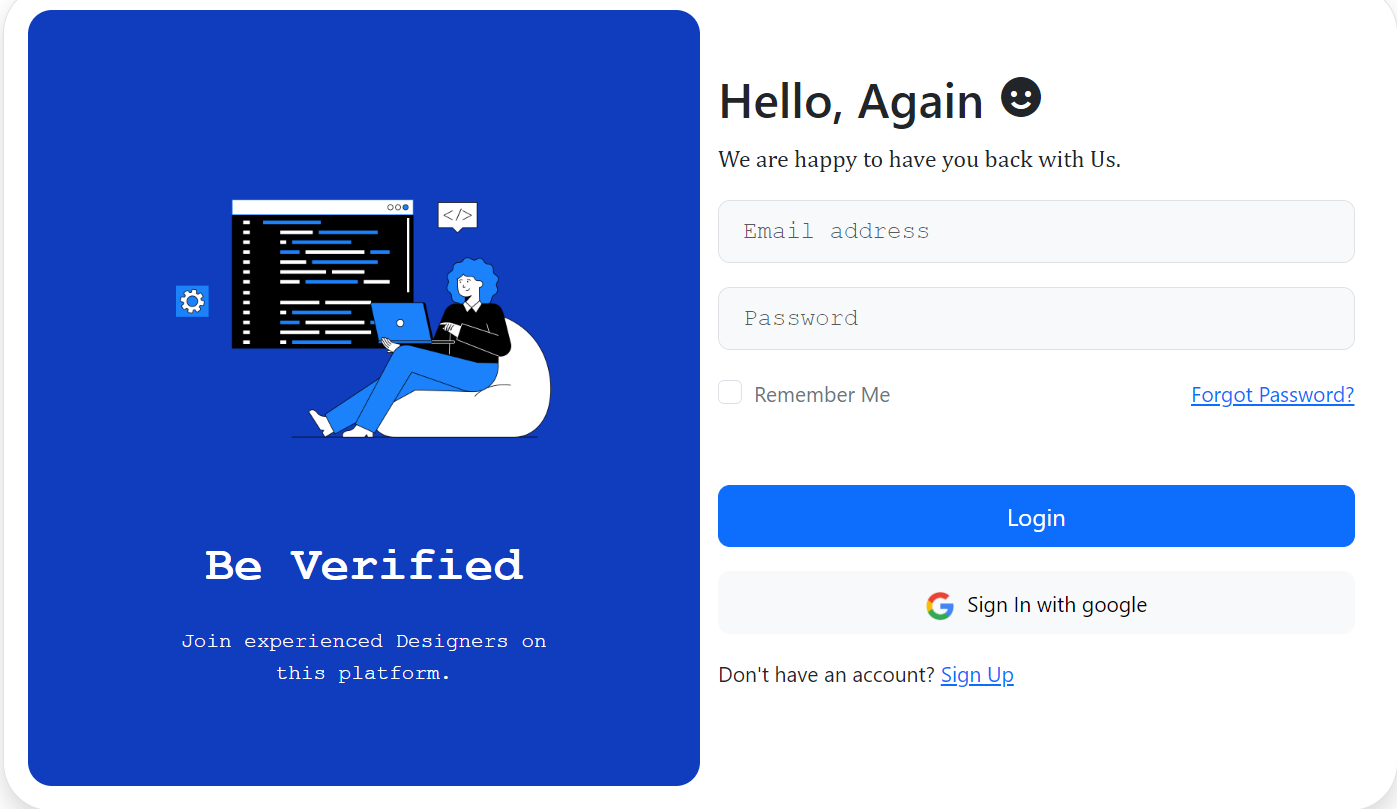 </>
Be Verified
Join experienced Designers on
this platform.
Hello, Again
We are happy to have you back with Us.
Email address
Password
Remember Me
Forgot Password?
Login
Sign In with google
Don't have an account? Sign Up